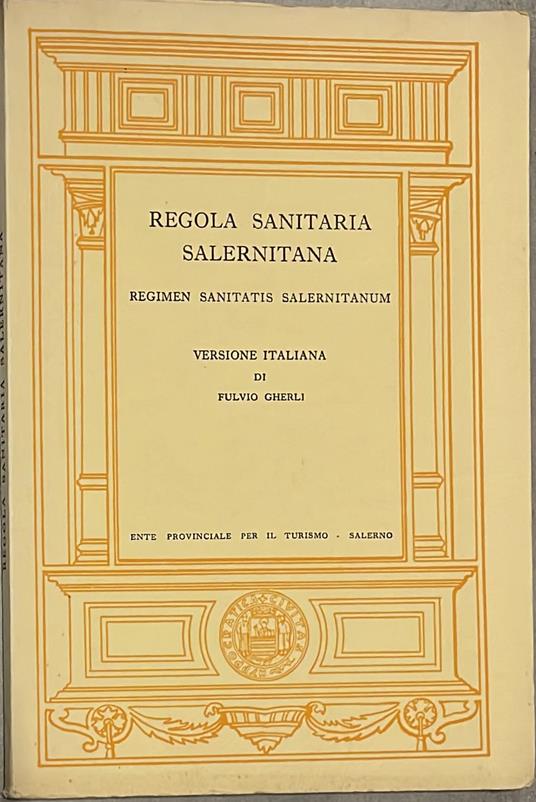 REGOLA SANITARIA
SALERNITANA
REGIMEN SANITATIS SALERNITANUM
VERSIONE ITALIANA
DI
FULVIO GHERLI
ENTE PROVINCIALE PER IL TURISMO - SALERNO
REGOLA SANITARIA SALERNITANA